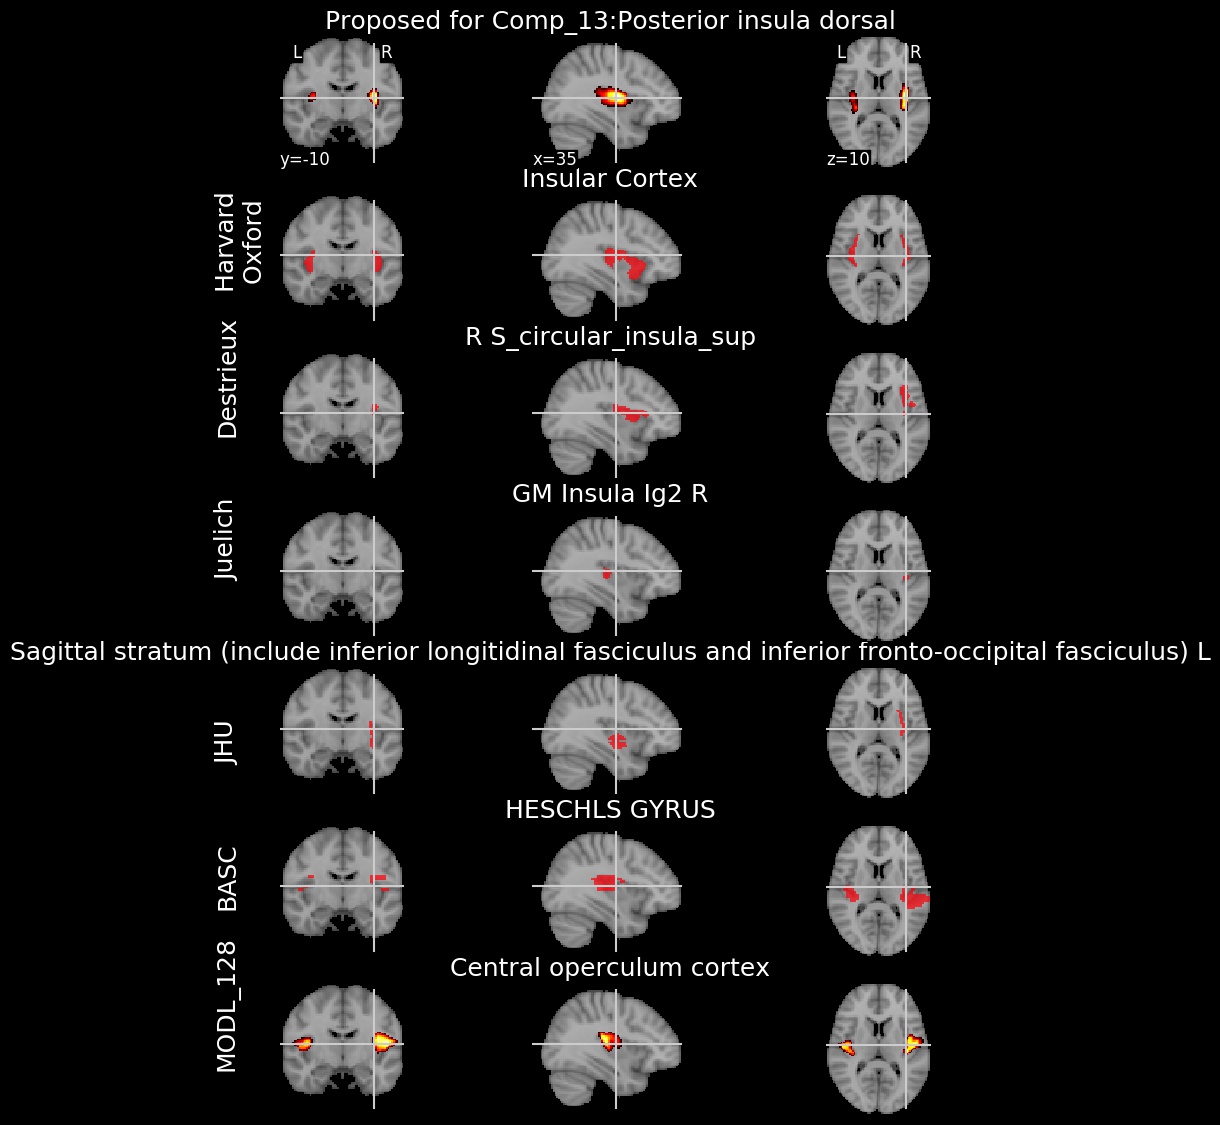 Proposed for Comp_13:Posterior insula dorsal
L R L R
y=-10 x=35 z=10
Insular Cortex
Harvard
Oxford
R S_circular_insula_sup
Destrieux
GM Insula Ig2 R
Juelich
Sagittal stratum (include inferior longitidinal fasciculus and inferior fronto-occipital fasciculus) L
JHU
HESCHLS GYRUS
BASC
Central operculum cortex
MODL_128